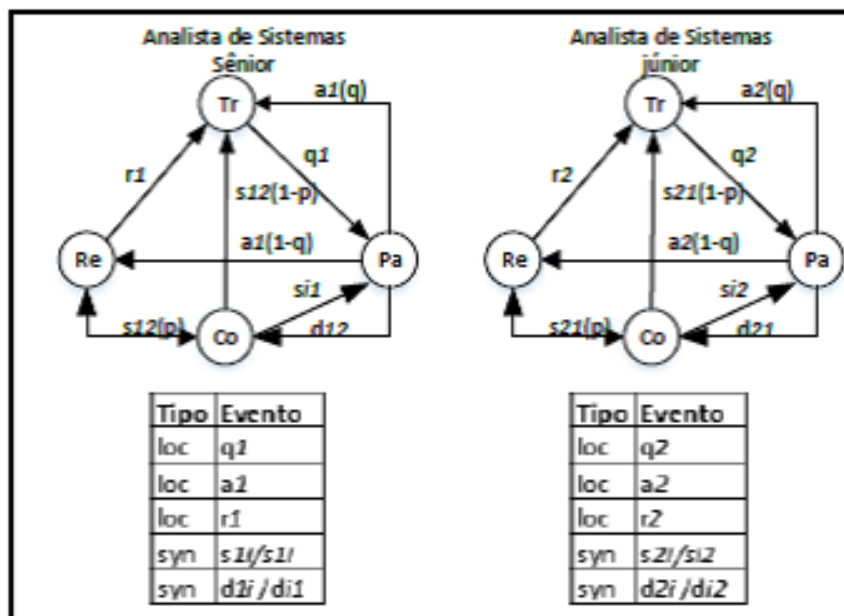 Analista de Sistemas
Sênior
a1(q)
Tr
q1
r1
s12(1-p)
a1(1-q)
Re
Pa
si1
s12(p)
Co
d12
Tipo Evento
loc q1
loc a1
loc r1
syn
syn d1i /di1
Analista de Sistemas
júnior
a2(q)
Tr
q2
r2
s21(1-p)
a2(1-q)
Re
Pa
si2
s21(p)
Co
d21
Tipo Evento
loc q2
loc a2
loc r2
syn s2i/si2
syn d2i /di2